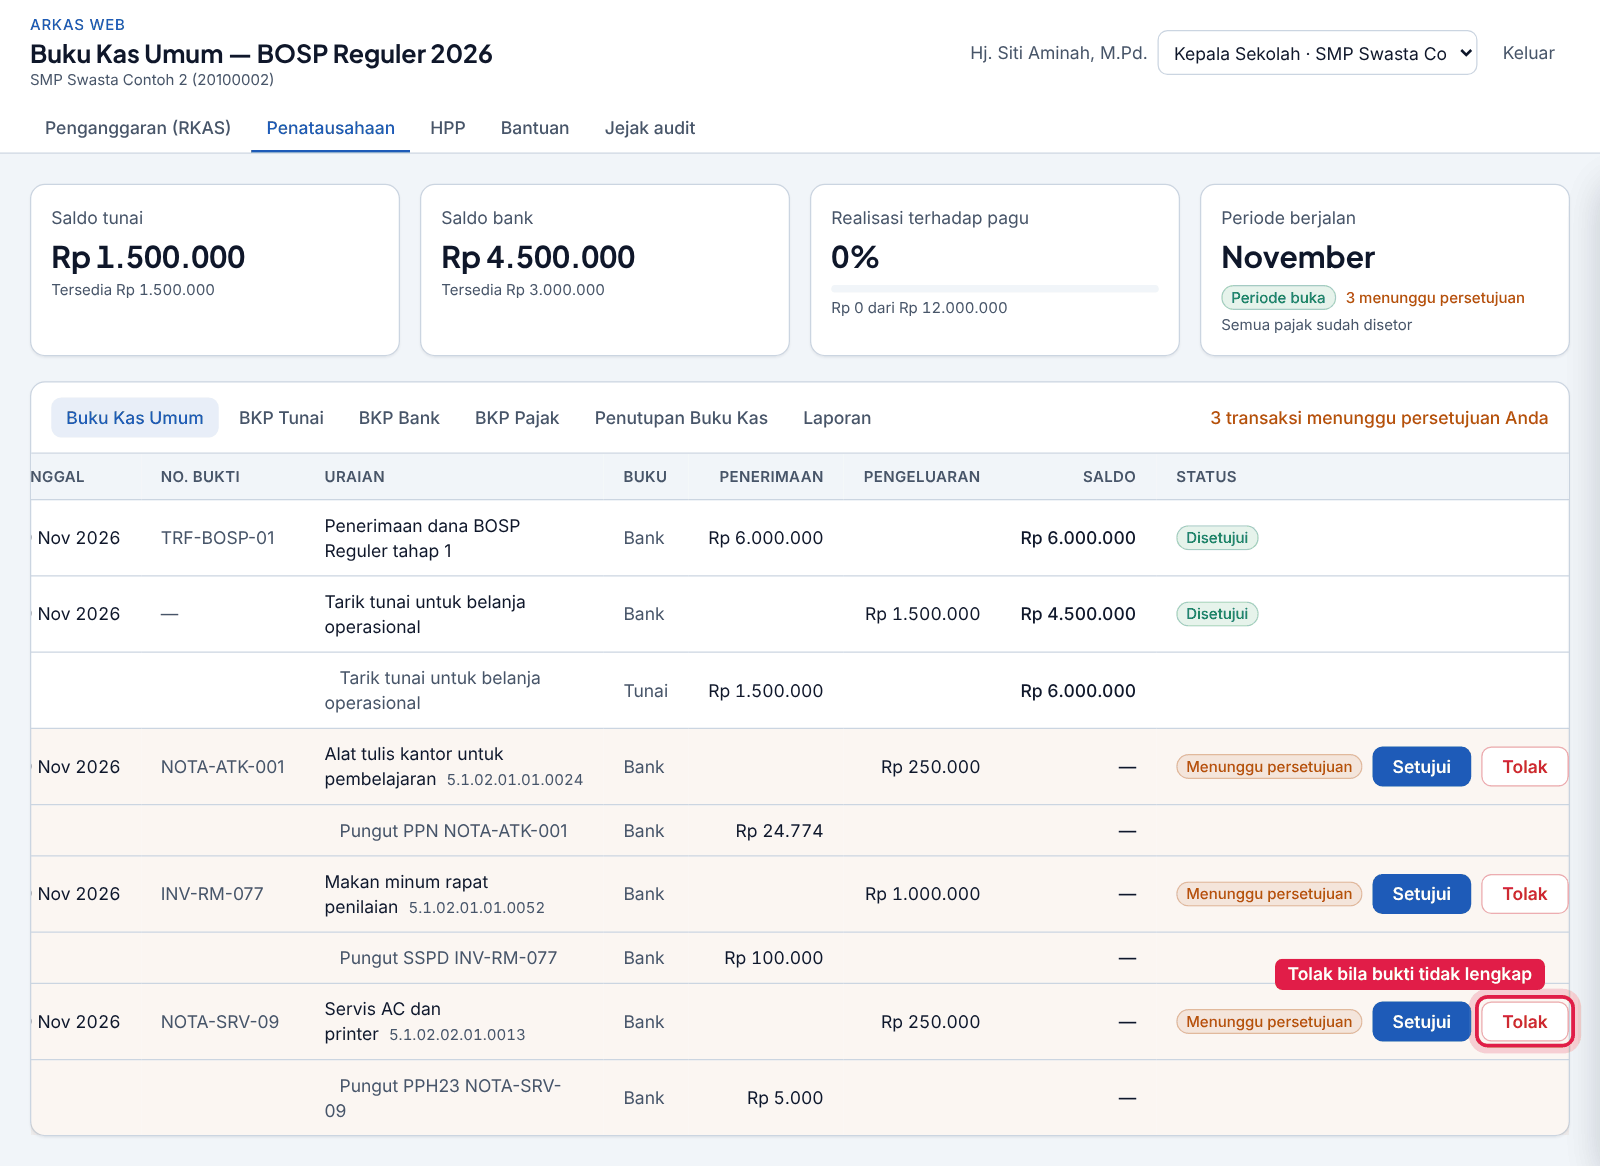 ARKAS WEB
Buku Kas Umum — BOSP Reguler 2026
SMP Swasta Contoh 2 (20100002)
Hj. Siti Aminah, M.Pd.
Kepala Sekolah · SMP Swasta Co
Keluar
Penganggaran (RKAS) Penatausahaan HPP Bantuan Jejak audit
Saldo tunai
Rp 1.500.000
Tersedia Rp 1.500.000
Saldo bank
Rp 4.500.000
Tersedia Rp 3.000.000
Realisasi terhadap pagu
0%
Rp 0 dari Rp 12.000.000
Periode berjalan
November
Periode buka 3 menunggu persetujuan
Semua pajak sudah disetor
Buku Kas Umum BKP Tunai BKP Bank BKP Pajak Penutupan Buku Kas Laporan 3 transaksi menunggu persetujuan Anda
NGGAL NO. BUKTI URAIAN BUKU PENERIMAAN PENGELUARAN SALDO STATUS
Nov 2026 TRF-BOSP-01 Penerimaan dana BOSP
Reguler tahap 1 Bank Rp 6.000.000 Rp 6.000.000 Disetujui
Nov 2026 — Tarik tunai untuk belanja
operasional Bank Rp 1.500.000 Rp 4.500.000 Disetujui
Tarik tunai untuk belanja
operasional Tunai Rp 1.500.000 Rp 6.000.000
Nov 2026 NOTA-ATK-001 Alat tulis kantor untuk
pembelajaran 5.1.02.01.01.0024 Bank Rp 250.000 — Menunggu persetujuan Setujui Tolak
Pungut PPN NOTA-ATK-001 Bank Rp 24.774 —
Nov 2026 INV-RM-077 Makan minum rapat
penilaian 5.1.02.01.01.0052 Bank Rp 1.000.000 — Menunggu persetujuan Setujui Tolak
Pungut SSPD INV-RM-077 Bank Rp 100.000 —
Tolak bila bukti tidak lengkap
Nov 2026 NOTA-SRV-09 Servis AC dan
printer 5.1.02.02.01.0013 Bank Rp 250.000 — Menunggu persetujuan Setujui Tolak
Pungut PPH23 NOTA-SRV-
09 Bank Rp 5.000 —